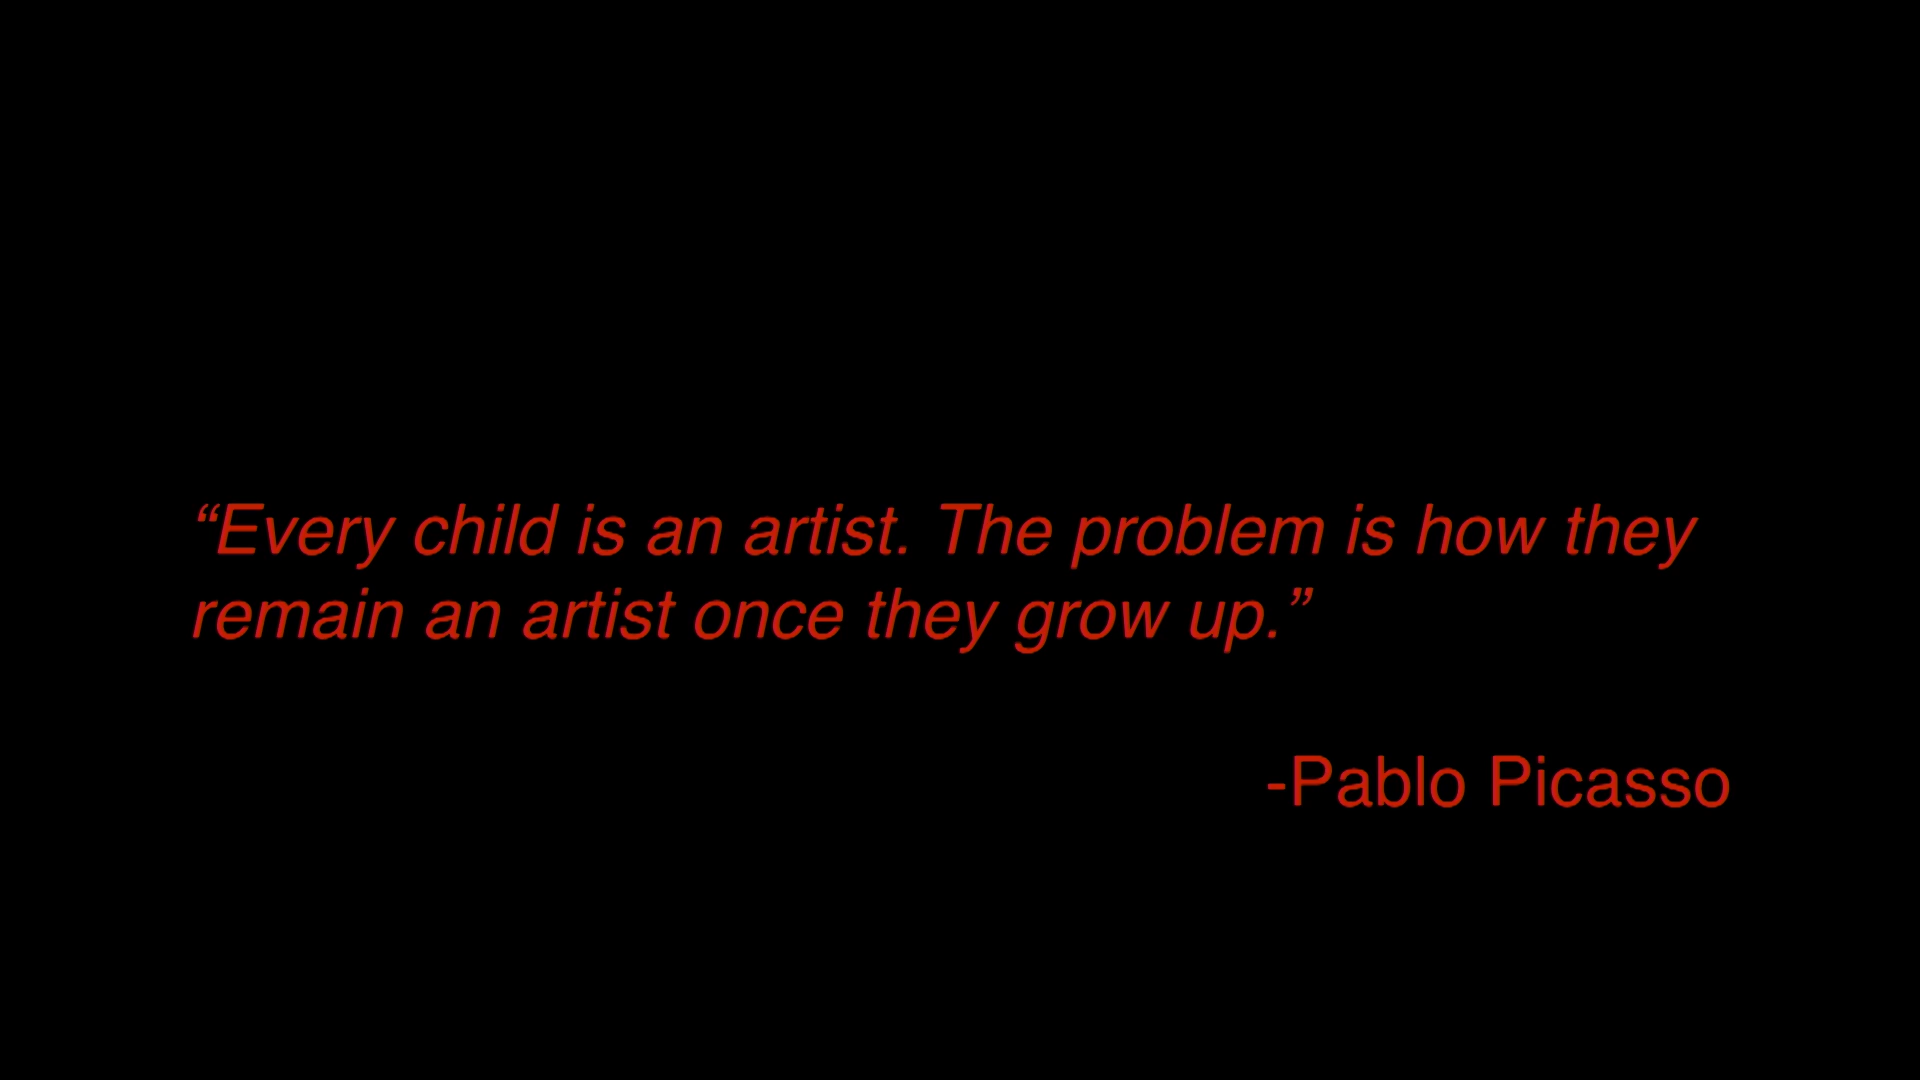 “Every child is an artist. The problem is how they
remain an artist once they grow up.”
-Pablo Picasso